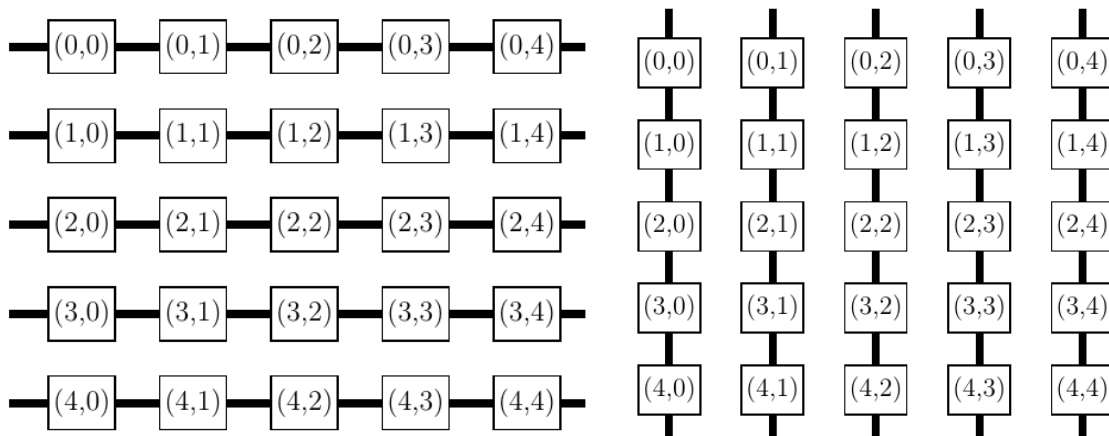 (0,0) (0,1) (0,2) (0,3) (0,4)
(1,0) (1,1) (1,2) (1,3) (1,4)
(2,0) (2,1) (2,2) (2,3) (2,4)
(3,0) (3,1) (3,2) (3,3) (3,4)
(4,0) (4,1) (4,2) (4,3) (4,4)
(0,0) (0,1) (0,2) (0,3) (0,4)
(1,0) (1,1) (1,2) (1,3) (1,4)
(2,0) (2,1) (2,2) (2,3) (2,4)
(3,0) (3,1) (3,2) (3,3) (3,4)
(4,0) (4,1) (4,2) (4,3) (4,4)